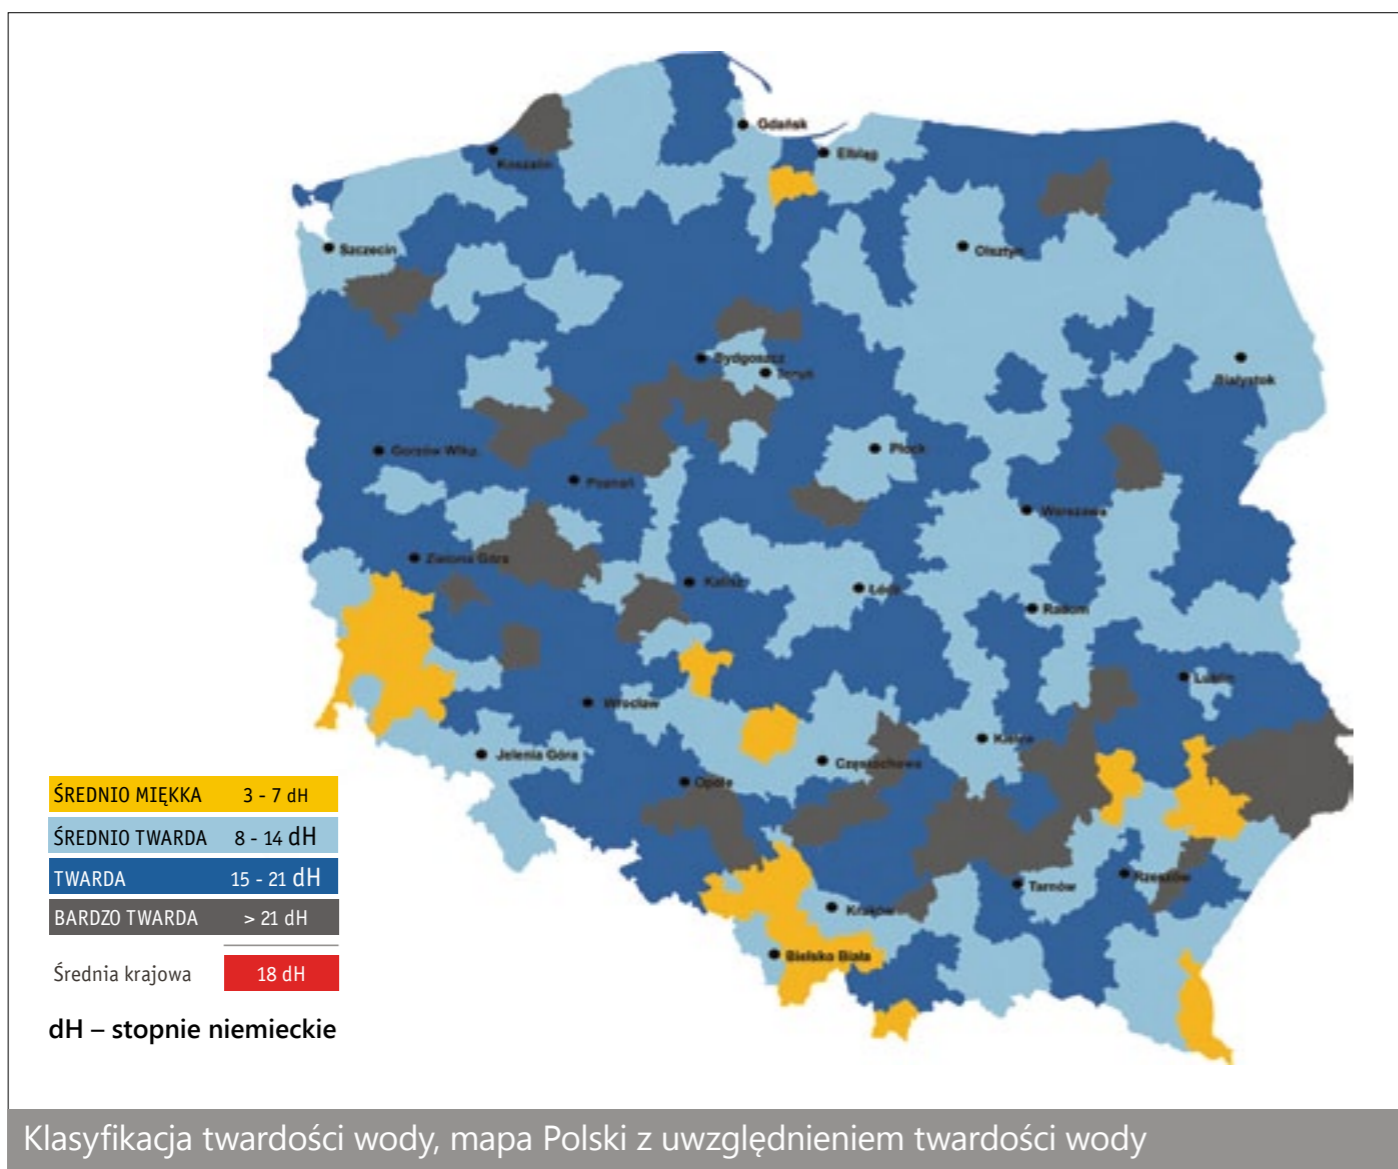 Gdańsk
Koszalin
Elbląg
Szczecin
Olsztyn
Bydgoszcz
Toruń
Białystok
Gorzów Wlkp.
Płock
Poznań
Warszawa
Zielona Góra
Kalisz
Łódź
Radom
Lublin
Wrocław
Kielce
Jelenia Góra
Częstochowa
Opole
Tarnów
Rzeszów
Kraków
Bielsko Biała
ŚREDNIO MIĘKKA 3 - 7 dH
ŚREDNIO TWARDA 8 - 14 dH
TWARDA 15 - 21 dH
BARDZO TWARDA > 21 dH
Średnia krajowa 18 dH
dH – stopnie niemieckie
Klasyfikacja twardości wody, mapa Polski z uwzględnieniem twardości wody